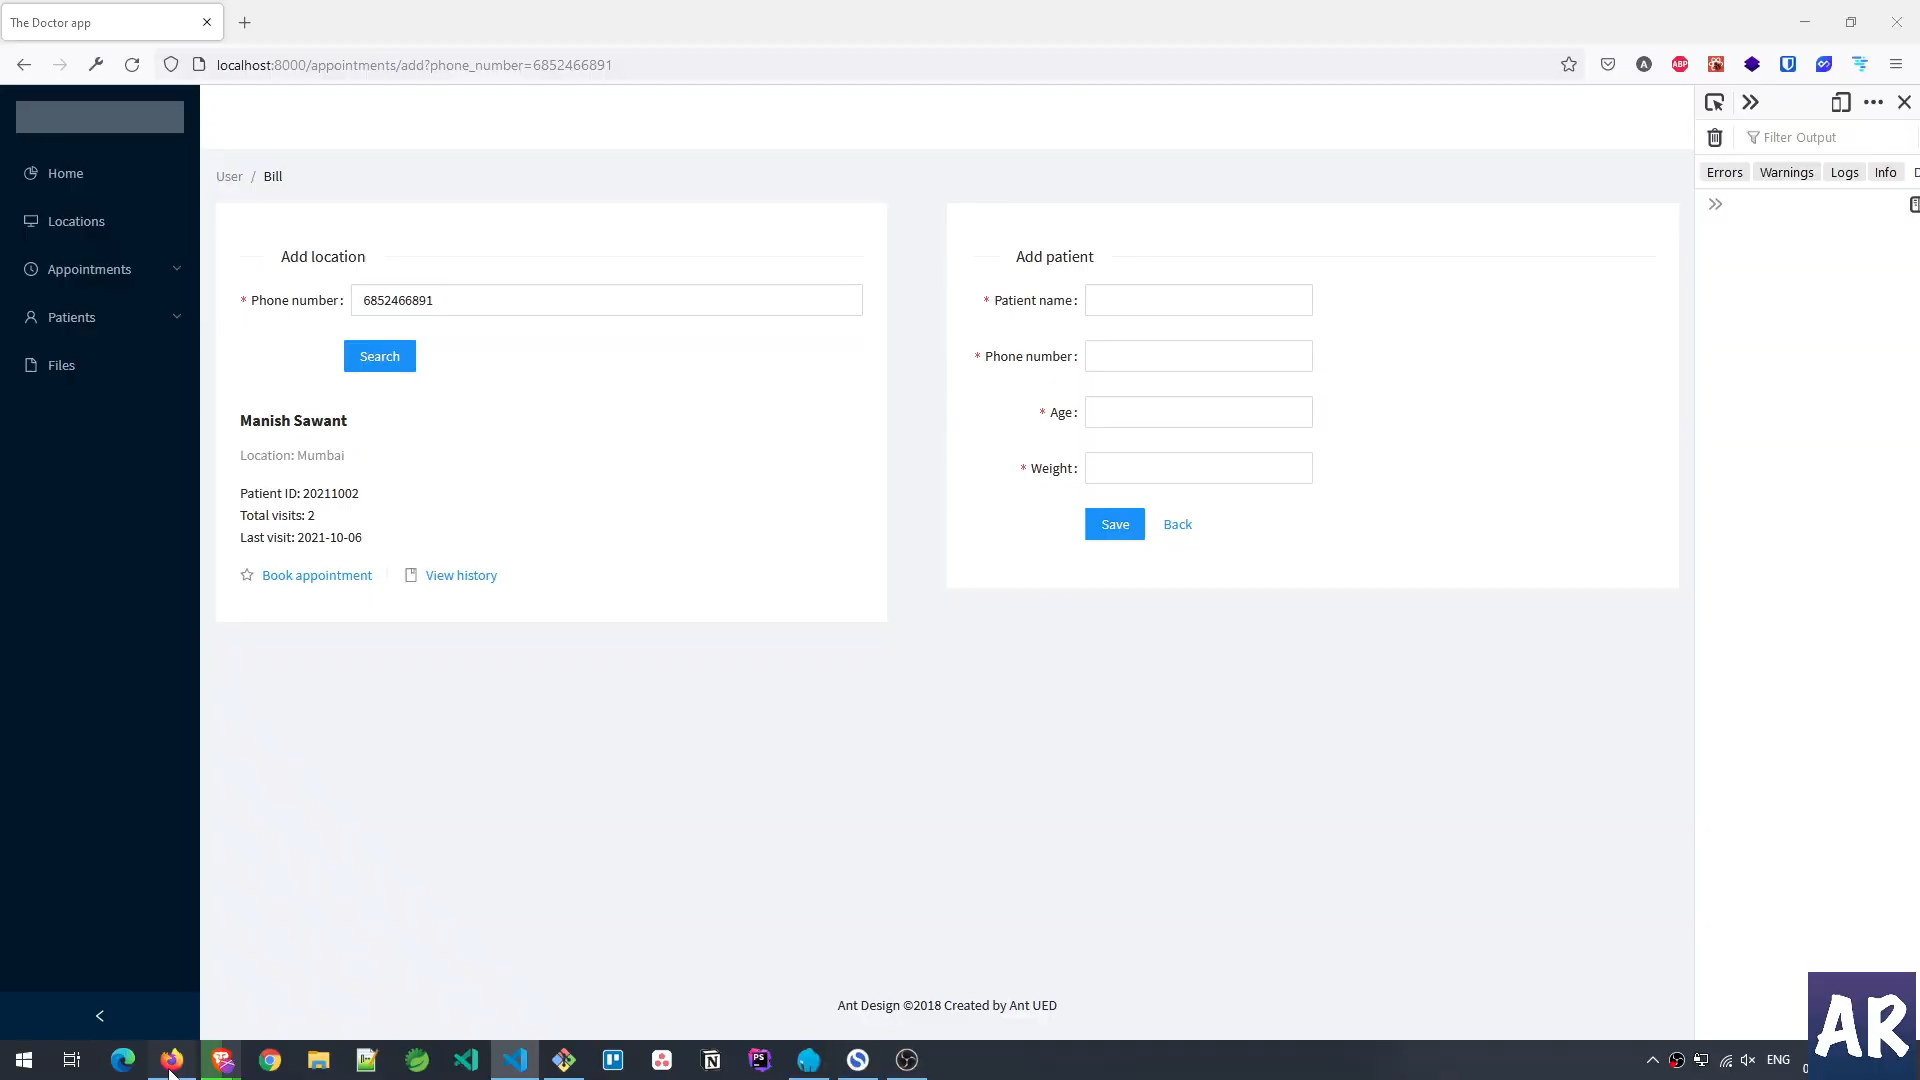 The Doctor app
localhost:8000/appointments/add?phone_number=6852466891
ABP
Filter Output
Errors Warnings Logs Info
Home
Locations
Appointments
Patients
Files
User / Bill
Add location
* Phone number: 6852466891
Search
Manish Sawant
Location: Mumbai
Patient ID: 20211002
Total visits: 2
Last visit: 2021-10-06
Book appointment View history
Add patient
* Patient name:
* Phone number:
* Age:
* Weight:
Save Back
Ant Design ©2018 Created by Ant UED
ENG
AR